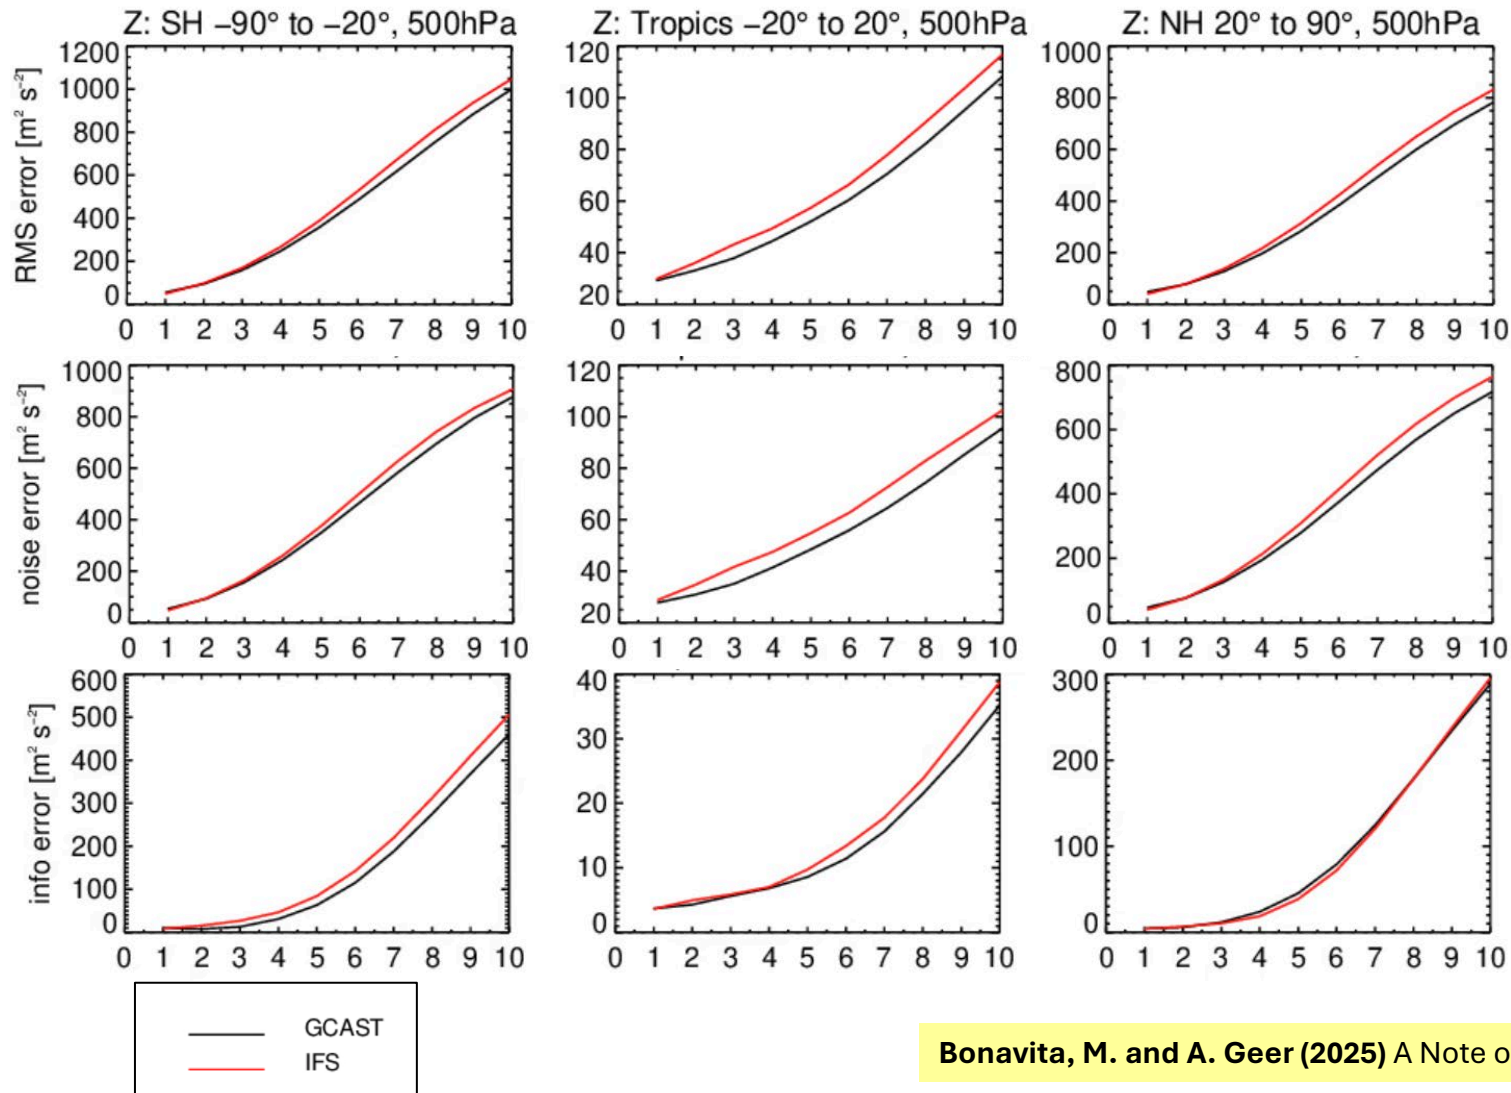 Z: SH −90° to −20°, 500hPa
Z: Tropics −20° to 20°, 500hPa
Z: NH 20° to 90°, 500hPa
RMS error [m² s⁻²]
1200
1000
800
600
400
200
0
0 1 2 3 4 5 6 7 8 9 10
120
100
80
60
40
20
0 1 2 3 4 5 6 7 8 9 10
1000
800
600
400
200
0
0 1 2 3 4 5 6 7 8 9 10
noise error [m² s⁻²]
1000
800
600
400
200
0
0 1 2 3 4 5 6 7 8 9 10
120
100
80
60
40
20
0 1 2 3 4 5 6 7 8 9 10
800
600
400
200
0
0 1 2 3 4 5 6 7 8 9 10
info error [m² s⁻²]
600
500
400
300
200
100
0
0 1 2 3 4 5 6 7 8 9 10
40
30
20
10
0
0 1 2 3 4 5 6 7 8 9 10
300
200
100
0
0 1 2 3 4 5 6 7 8 9 10
GCAST
IFS
Bonavita, M. and A. Geer (2025) A Note o